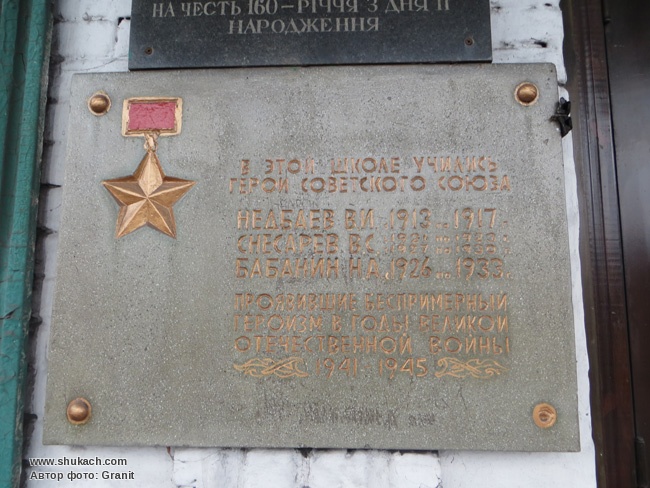 НА ЧЕСТЬ 160-РІЧЧЯ З ДНЯ ЇЇ
НАРОДЖЕННЯ
В ЭТОЙ ШКОЛЕ УЧИЛИСЬ
ГЕРОИ СОВЕТСКОГО СОЮЗА
НЕДБАЕВ В.И. 1913 … 1917 г.
СНЕСАРЕВ В.С.
БАБАНИН Н.А. 1926 … 1933 г.
ПРОЯВИВШИЕ БЕСПРИМЕРНЫЙ
ГЕРОИЗМ В ГОДЫ ВЕЛИКОЙ
ОТЕЧЕСТВЕННОЙ ВОЙНЫ
1941-1945
www.shukach.com
Автор фото: Granit